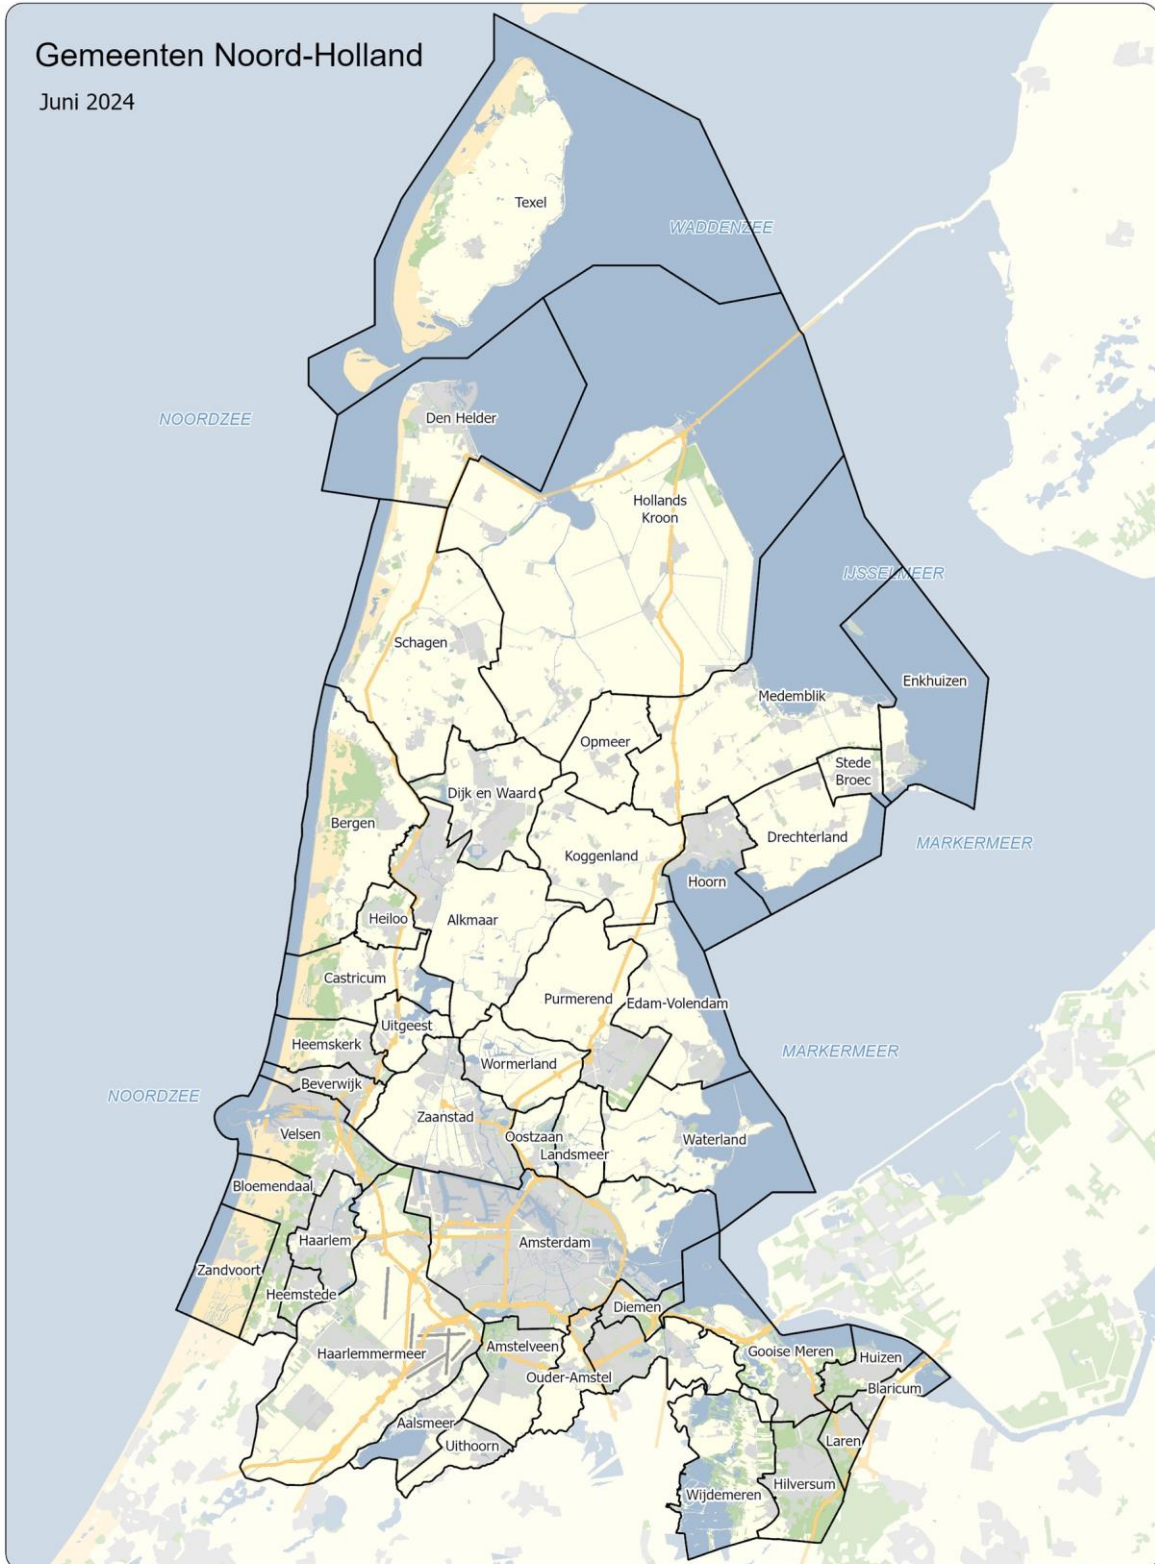 Gemeenten Noord-Holland
Juni 2024
Texel
WADDENZEE
NOORDZEE
Den Helder
Hollands
Kroon
IJSSELMEER
Schagen
Enkhuizen
Medemblik
Opmeer
Stede
Broec
Dijk en Waard
Bergen
Drechterland
MARKERMEER
Koggenland
Hoorn
Heiloo
Alkmaar
Castricum
Purmerend
Edam-Volendam
Uitgeest
Heemskerk
MARKERMEER
Wormerland
Beverwijk
NOORDZEE
Zaanstad
Velsen
Oostzaan
Landsmeer
Waterland
Bloemendaal
Haarlem
Amsterdam
Zandvoort
Heemstede
Diemen
Amstelveen
Haarlemmermeer
Gooise Meren
Huizen
Ouder-Amstel
Blaricum
Aalsmeer
Uithoorn
Laren
Hilversum
Wijdemeren